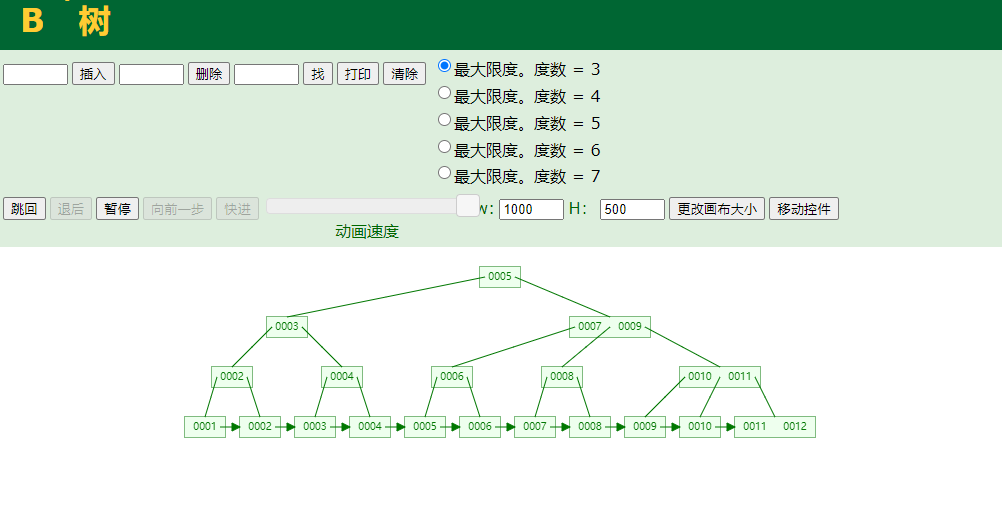 B 树
插入 删除 找 打印 清除
最大限度。度数 = 3
最大限度。度数 = 4
最大限度。度数 = 5
最大限度。度数 = 6
最大限度。度数 = 7
跳回 退后 暂停 向前一步 快进 w: 1000 H: 500 更改画布大小 移动控件
动画速度
0005
0003 0007 0009
0002 0004 0006 0008 0010 0011
0001 0002 0003 0004 0005 0006 0007 0008 0009 0010 0011 0012